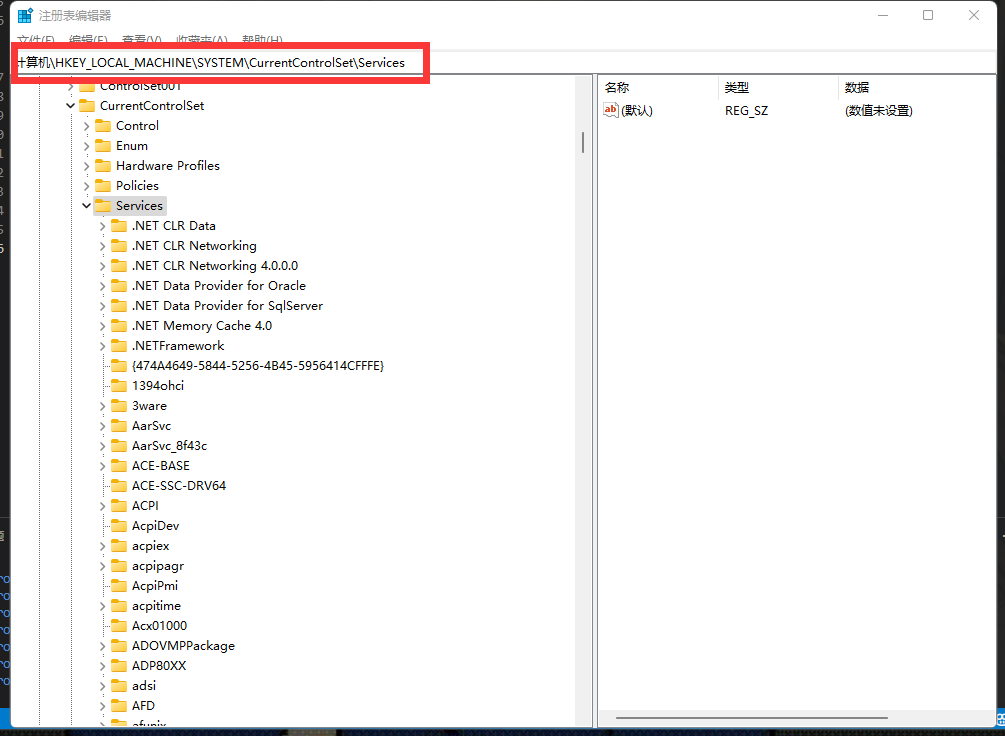 注册表编辑器
文件(F) 编辑(E) 查看(V) 收藏夹(A) 帮助(H)
计算机\HKEY_LOCAL_MACHINE\SYSTEM\CurrentControlSet\Services
名称 类型 数据
ab (默认) REG_SZ (数值未设置)
ControlSet001
CurrentControlSet
Control
Enum
Hardware Profiles
Policies
Services
.NET CLR Data
.NET CLR Networking
.NET CLR Networking 4.0.0.0
.NET Data Provider for Oracle
.NET Data Provider for SqlServer
.NET Memory Cache 4.0
.NETFramework
{474A4649-5844-5256-4B45-5956414CFFFE}
1394ohci
3ware
AarSvc
AarSvc_8f43c
ACE-BASE
ACE-SSC-DRV64
ACPI
AcpiDev
acpiex
acpipagr
AcpiPmi
acpitime
Acx01000
ADOVMPPackage
ADP80XX
adsi
AFD
afunix